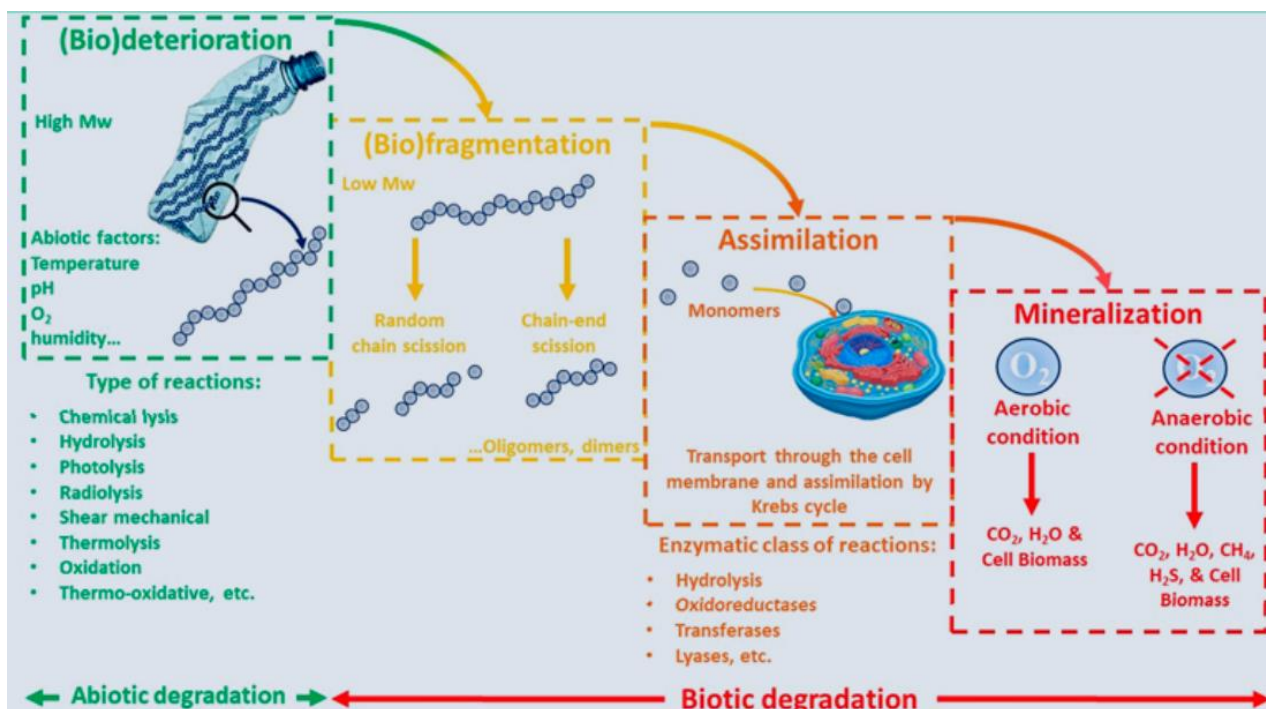 (Bio)deterioration
High Mw
Abiotic factors:
Temperature
pH
O₂
humidity...
Type of reactions:
• Chemical lysis
• Hydrolysis
• Photolysis
• Radiolysis
• Shear mechanical
• Thermolysis
• Oxidation
• Thermo-oxidative, etc.
(Bio)fragmentation
Low Mw
Random
chain scission
Chain-end
scission
...Oligomers, dimers
Assimilation
Monomers
Transport through the cell
membrane and assimilation by
Krebs cycle
Enzymatic class of reactions:
• Hydrolysis
• Oxidoreductases
• Transferases
• Lyases, etc.
Mineralization
O₂
Aerobic
condition
CO₂, H₂O &
Cell Biomass
O₂
Anaerobic
condition
CO₂, H₂O, CH₄,
H₂S, & Cell
Biomass
Abiotic degradation
Biotic degradation